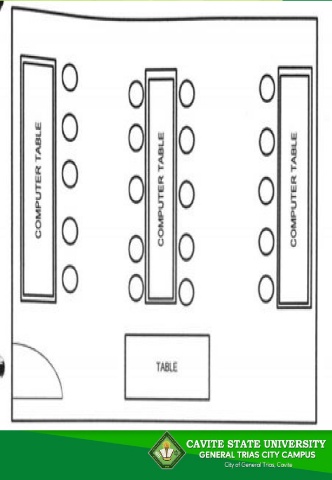 COMPUTER TABLE
COMPUTER TABLE
COMPUTER TABLE
TABLE
CAVITE STATE UNIVERSITY
GENERAL TRIAS CITY CAMPUS
City of General Trias, Cavite